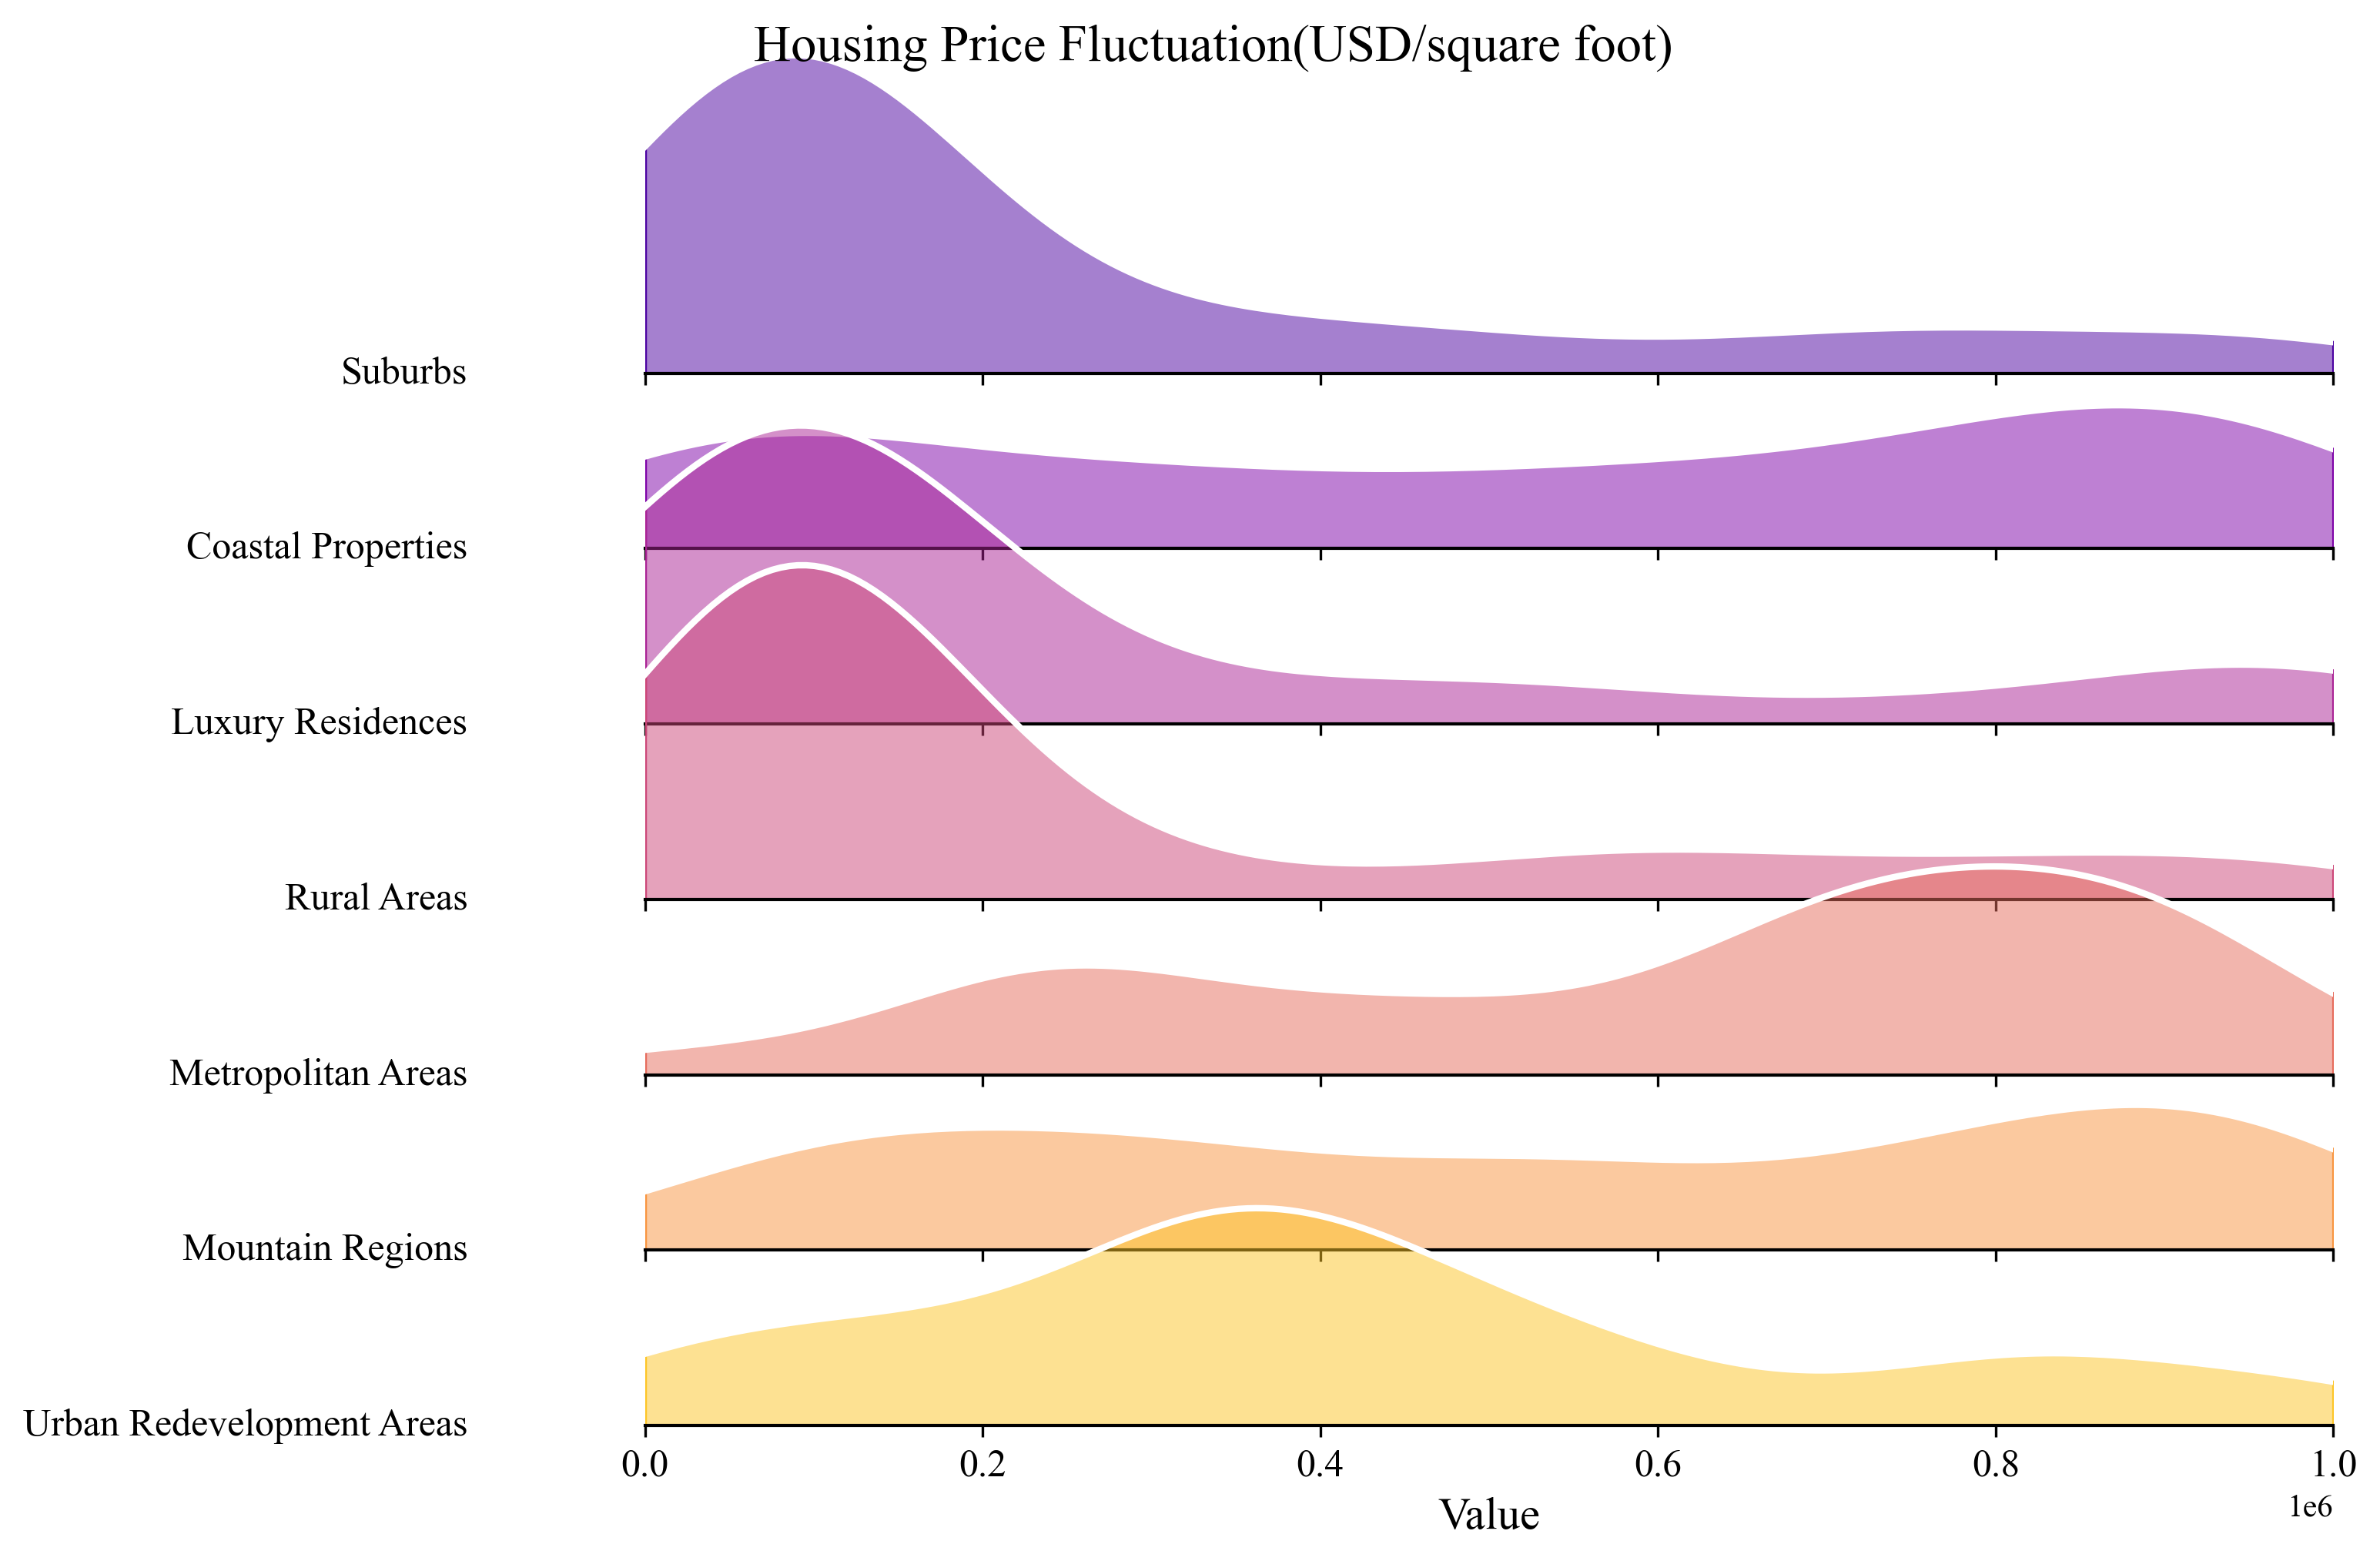 Housing Price Fluctuation(USD/square foot)
Suburbs
Coastal Properties
Luxury Residences
Rural Areas
Metropolitan Areas
Mountain Regions
Urban Redevelopment Areas
0.0 0.2 0.4 0.6 0.8 1.0
1e6
Value